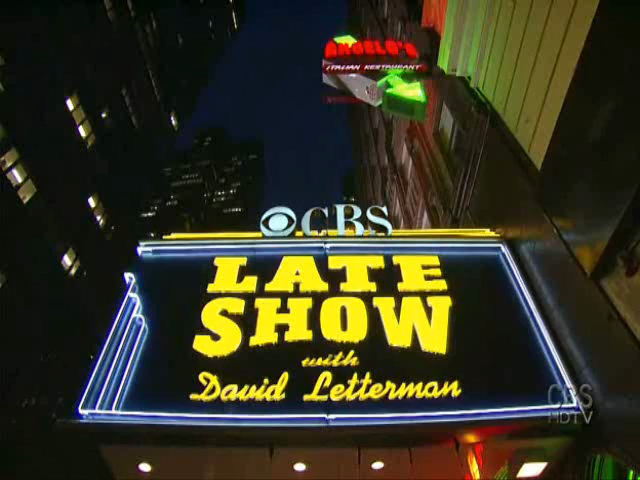 ANGELO'S
ITALIAN RESTAURANT
CBS
LATE
SHOW
with
David Letterman
CBS
HDTV